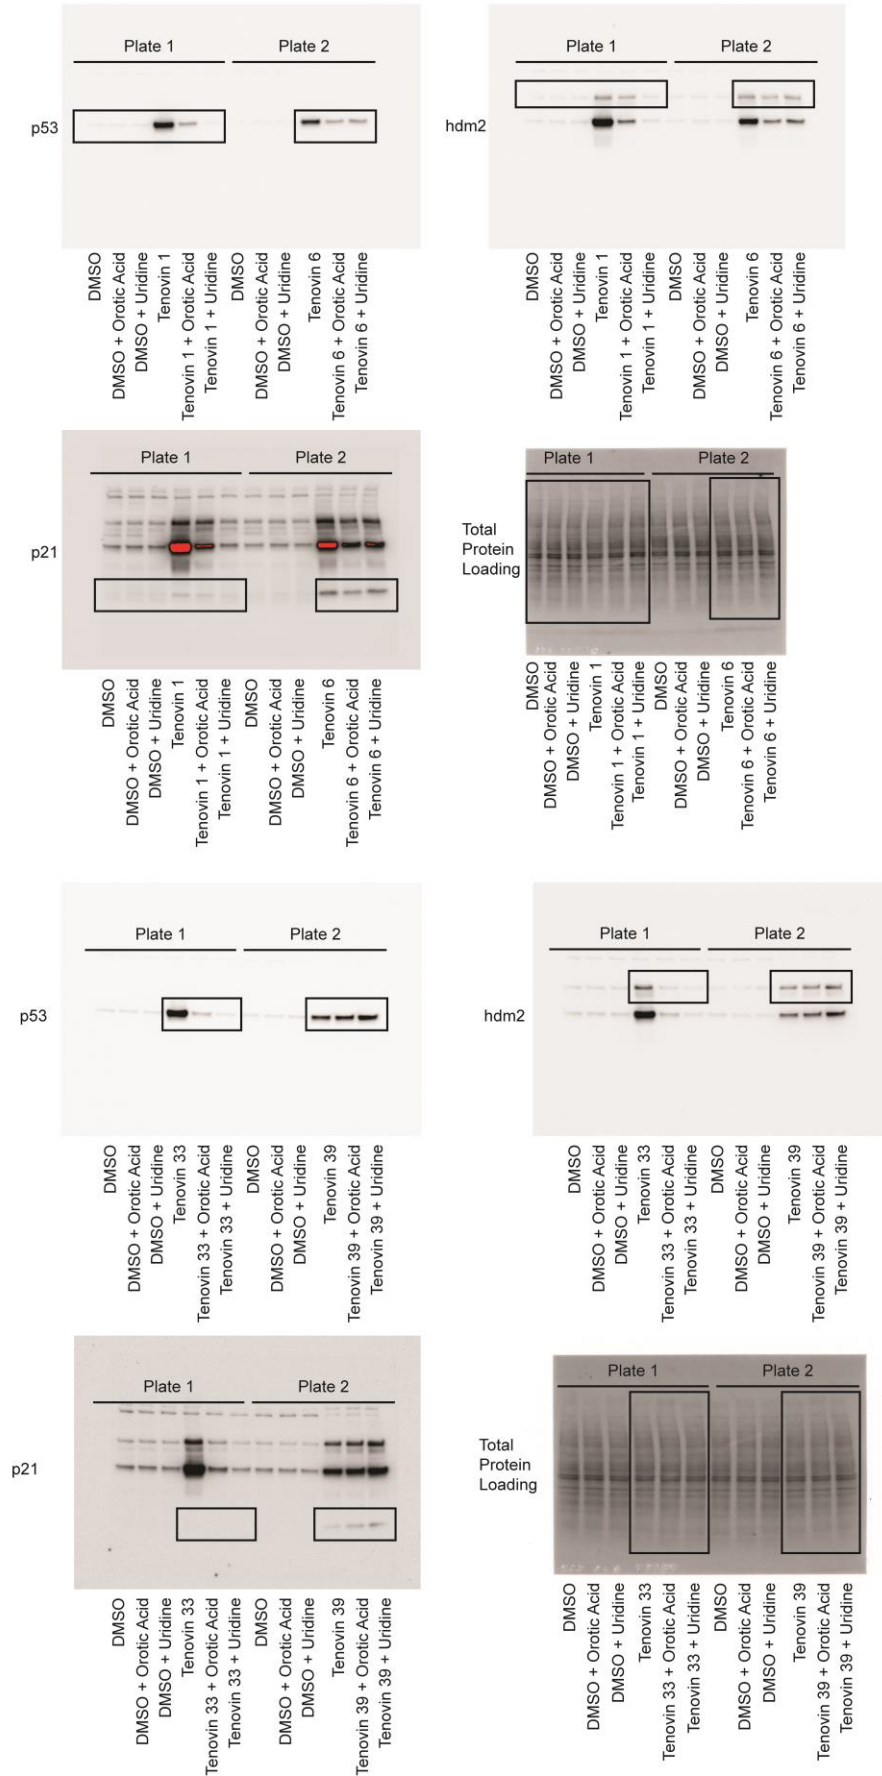 Plate 1
Plate 2
p53
DMSO
DMSO + Orotic Acid
DMSO + Uridine
Tenovin 1
Tenovin 1 + Orotic Acid
Tenovin 1 + Uridine
DMSO
DMSO + Orotic Acid
DMSO + Uridine
Tenovin 6
Tenovin 6 + Orotic Acid
Tenovin 6 + Uridine
Plate 1
Plate 2
hdm2
DMSO
DMSO + Orotic Acid
DMSO + Uridine
Tenovin 1
Tenovin 1 + Orotic Acid
Tenovin 1 + Uridine
DMSO
DMSO + Orotic Acid
DMSO + Uridine
Tenovin 6
Tenovin 6 + Orotic Acid
Tenovin 6 + Uridine
Plate 1
Plate 2
p21
DMSO
DMSO + Orotic Acid
DMSO + Uridine
Tenovin 1
Tenovin 1 + Orotic Acid
Tenovin 1 + Uridine
DMSO
DMSO + Orotic Acid
DMSO + Uridine
Tenovin 6
Tenovin 6 + Orotic Acid
Tenovin 6 + Uridine
Plate 1
Plate 2
Total
Protein
Loading
DMSO
DMSO + Orotic Acid
DMSO + Uridine
Tenovin 1
Tenovin 1 + Orotic Acid
Tenovin 1 + Uridine
DMSO
DMSO + Orotic Acid
DMSO + Uridine
Tenovin 6
Tenovin 6 + Orotic Acid
Tenovin 6 + Uridine
Plate 1
Plate 2
p53
DMSO
DMSO + Orotic Acid
DMSO + Uridine
Tenovin 33
Tenovin 33 + Orotic Acid
Tenovin 33 + Uridine
DMSO
DMSO + Orotic Acid
DMSO + Uridine
Tenovin 39
Tenovin 39 + Orotic Acid
Tenovin 39 + Uridine
Plate 1
Plate 2
hdm2
DMSO
DMSO + Orotic Acid
DMSO + Uridine
Tenovin 33
Tenovin 33 + Orotic Acid
Tenovin 33 + Uridine
DMSO
DMSO + Orotic Acid
DMSO + Uridine
Tenovin 39
Tenovin 39 + Orotic Acid
Tenovin 39 + Uridine
Plate 1
Plate 2
p21
DMSO
DMSO + Orotic Acid
DMSO + Uridine
Tenovin 33
Tenovin 33 + Orotic Acid
Tenovin 33 + Uridine
DMSO
DMSO + Orotic Acid
DMSO + Uridine
Tenovin 39
Tenovin 39 + Orotic Acid
Tenovin 39 + Uridine
Plate 1
Plate 2
Total
Protein
Loading
DMSO
DMSO + Orotic Acid
DMSO + Uridine
Tenovin 33
Tenovin 33 + Orotic Acid
Tenovin 33 + Uridine
DMSO
DMSO + Orotic Acid
DMSO + Uridine
Tenovin 39
Tenovin 39 + Orotic Acid
Tenovin 39 + Uridine